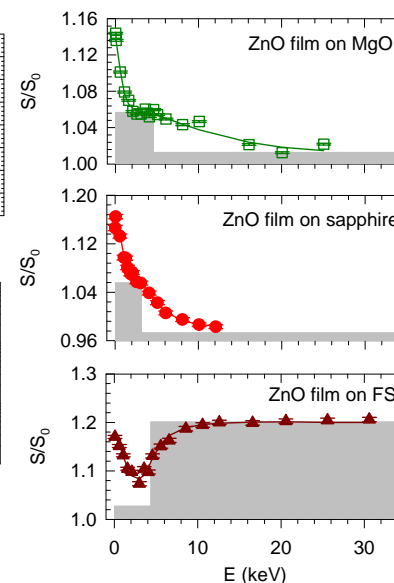 1.16
ZnO film on MgO
1.12
S/S0
1.08
1.04
1.00
1.20
ZnO film on sapphire
S/S0
1.12
1.04
0.96
1.3
ZnO film on FS
1.2
S/S0
1.1
1.0
0 10 20 30
E (keV)